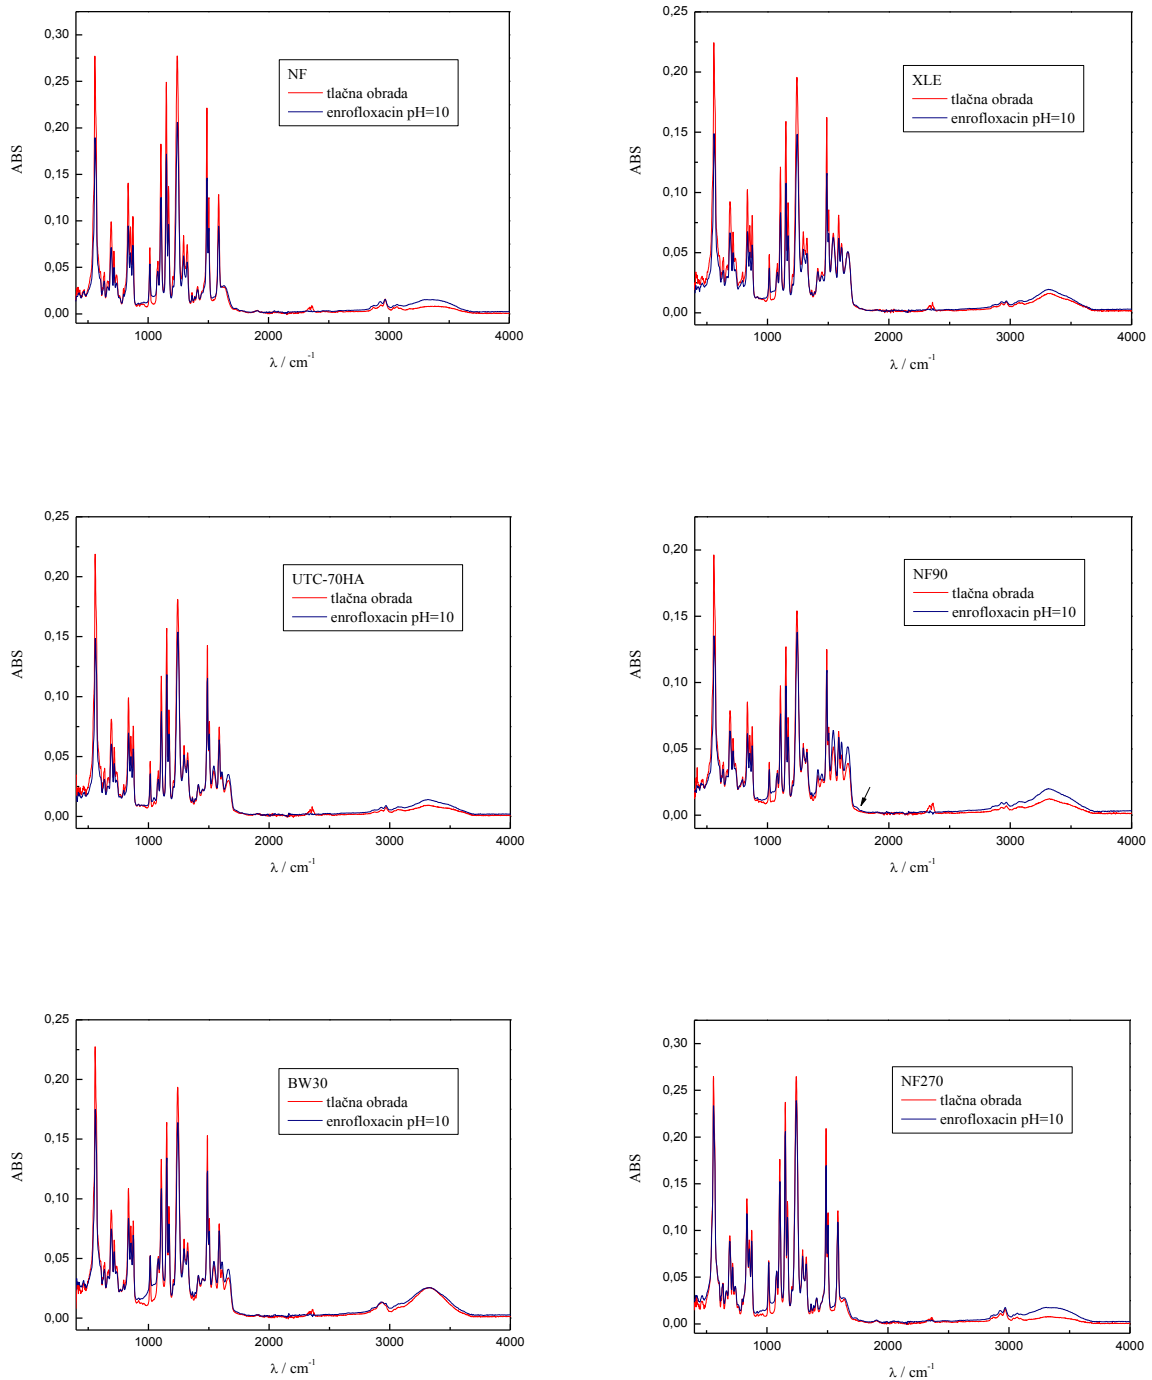 0,30
0,25
0,20
0,15
0,10
0,05
0,00
ABS
NF
tlačna obrada
enrofloxacin pH=10
1000 2000 3000 4000
λ / cm-1
0,25
0,20
0,15
0,10
0,05
0,00
ABS
XLE
tlačna obrada
enrofloxacin pH=10
1000 2000 3000 4000
λ / cm-1
0,25
0,20
0,15
0,10
0,05
0,00
ABS
UTC-70HA
tlačna obrada
enrofloxacin pH=10
1000 2000 3000 4000
λ / cm-1
0,20
0,15
0,10
0,05
0,00
ABS
NF90
tlačna obrada
enrofloxacin pH=10
1000 2000 3000 4000
λ / cm-1
0,25
0,20
0,15
0,10
0,05
0,00
ABS
BW30
tlačna obrada
enrofloxacin pH=10
1000 2000 3000 4000
λ / cm-1
0,30
0,25
0,20
0,15
0,10
0,05
0,00
ABS
NF270
tlačna obrada
enrofloxacin pH=10
1000 2000 3000 4000
λ / cm-1